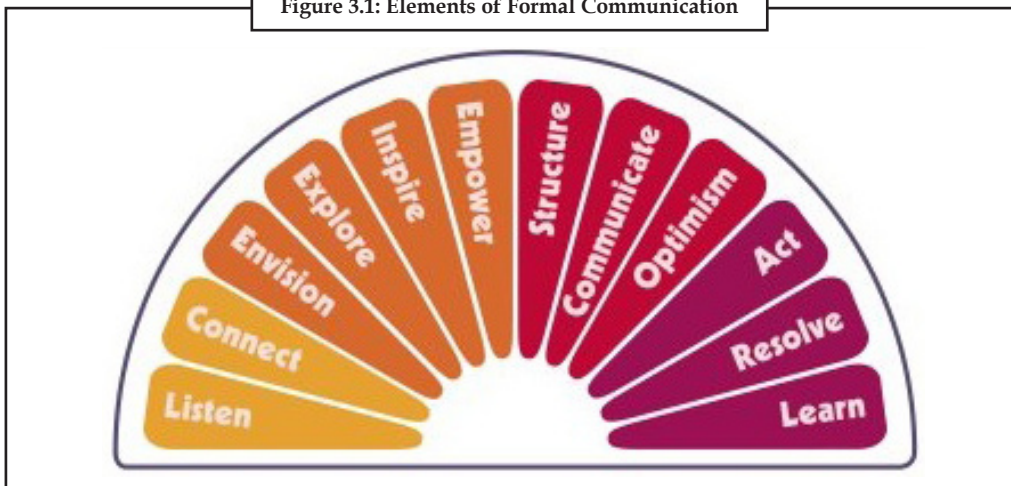 Figure 3.1: Elements of Formal Communication
Listen
Connect
Envision
Explore
Inspire
Empower
Structure
Communicate
Optimism
Act
Resolve
Learn